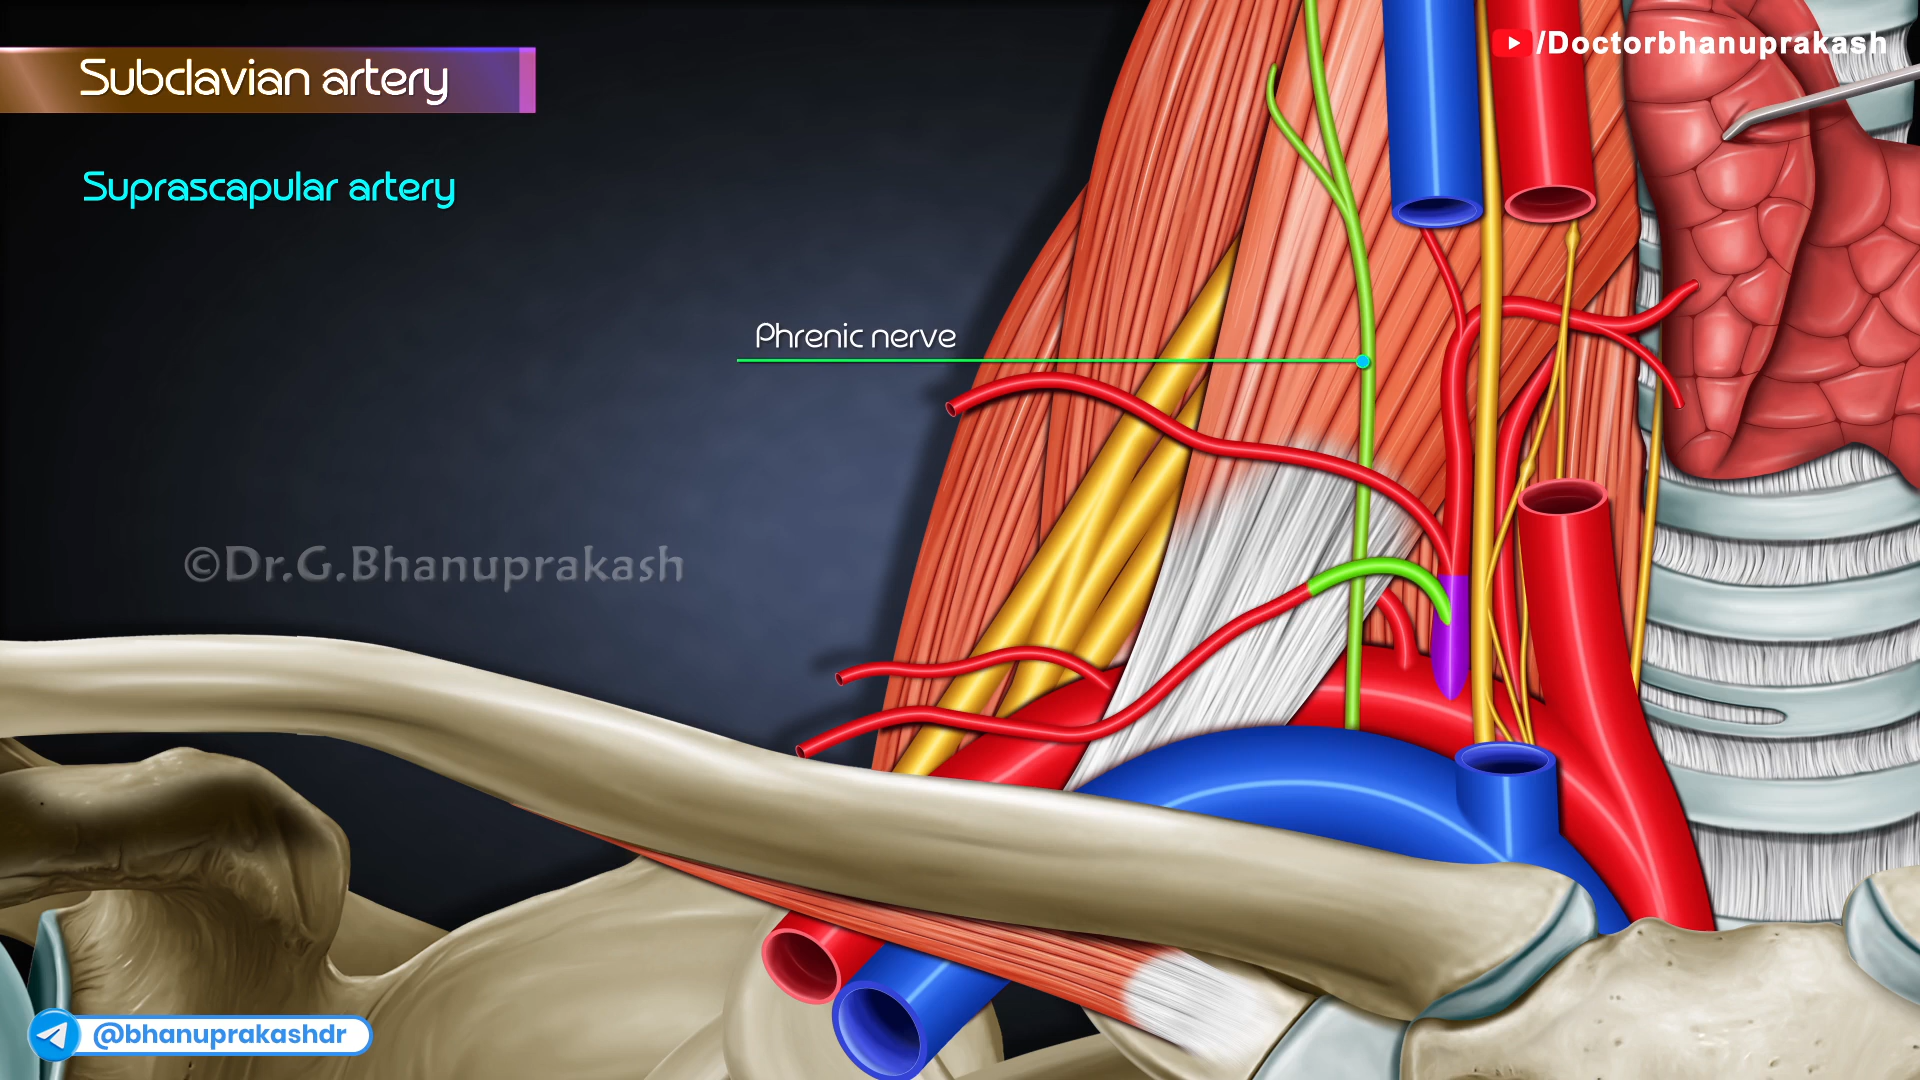 Subclavian artery
/Doctorbhanuprakash
Suprascapular artery
Phrenic nerve
©Dr.G.Bhanuprakash
@bhanuprakashdr